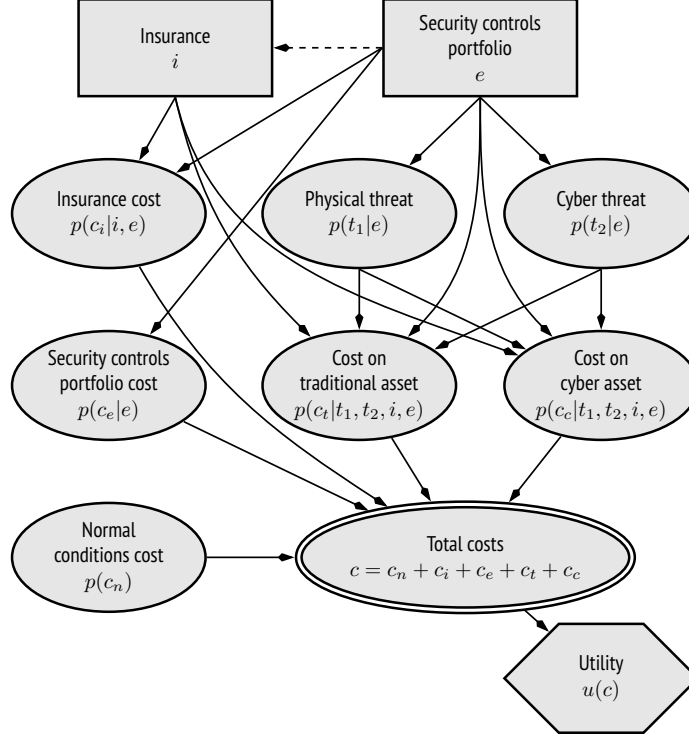 Insurance
i
Security controls
portfolio
e
Insurance cost
p(c_i|i, e)
Physical threat
p(t_1|e)
Cyber threat
p(t_2|e)
Security controls
portfolio cost
p(c_e|e)
Cost on
traditional asset
p(c_t|t_1, t_2, i, e)
Cost on
cyber asset
p(c_c|t_1, t_2, i, e)
Normal
conditions cost
p(c_n)
Total costs
c = c_n + c_i + c_e + c_t + c_c
Utility
u(c)